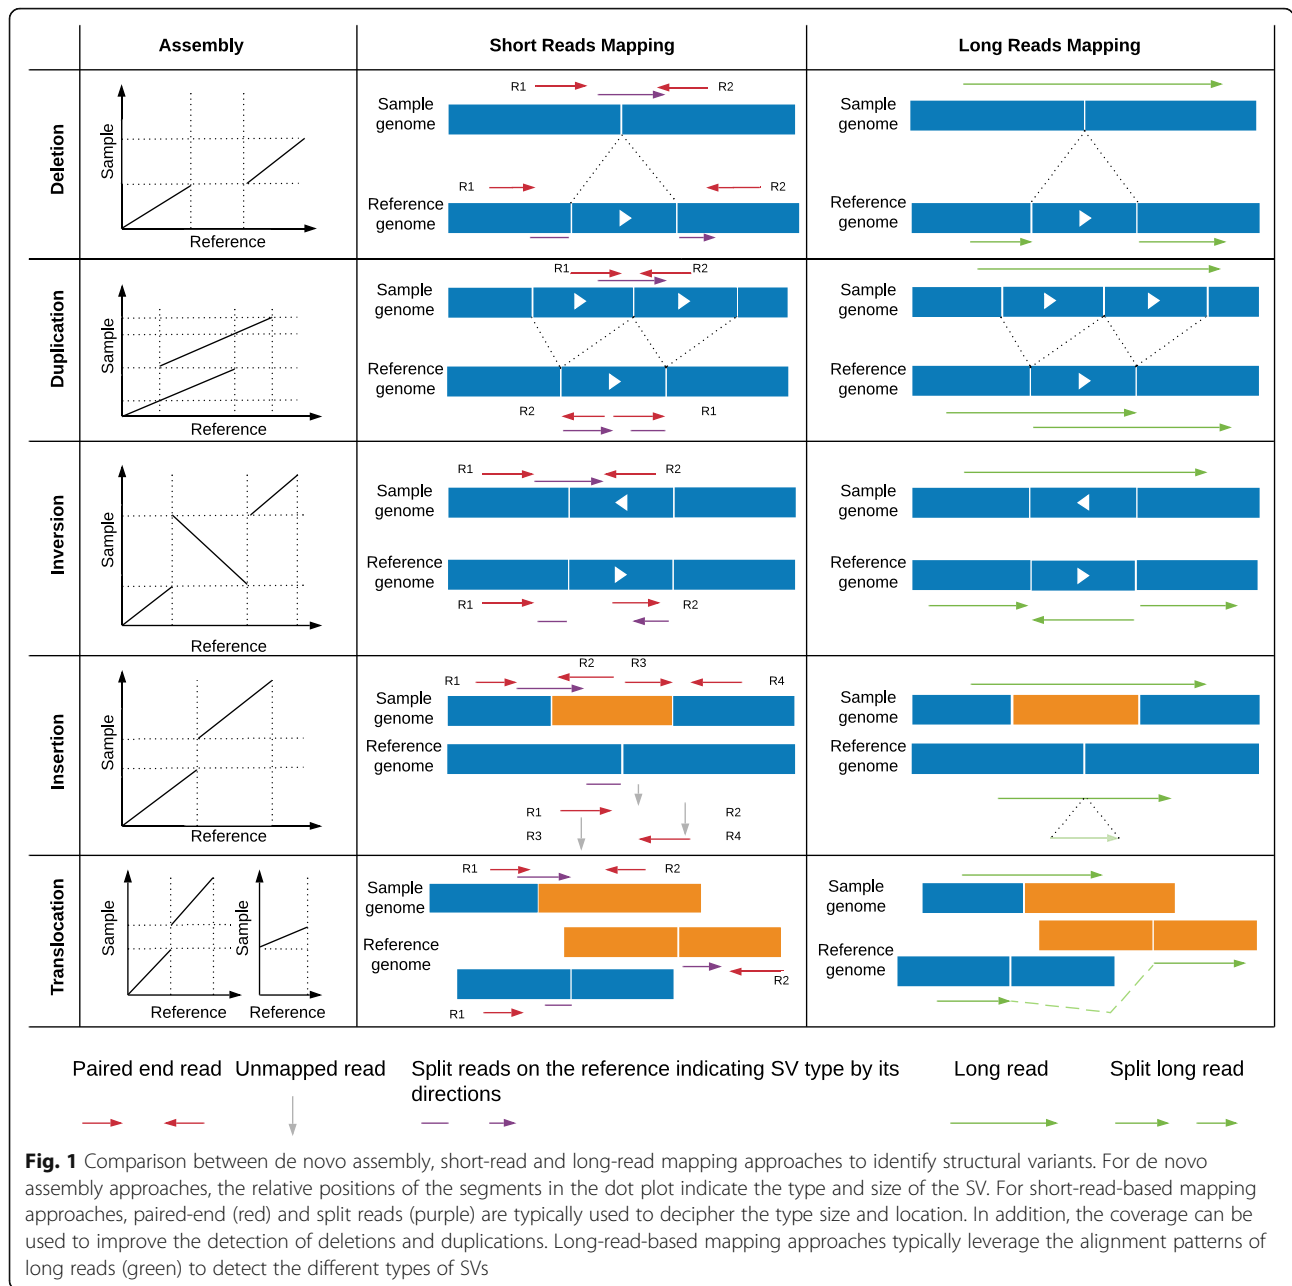 Assembly
Short Reads Mapping
Long Reads Mapping
Deletion
Sample
Reference
R1
R2
Sample
genome
R1
R2
Reference
genome
Sample
genome
Reference
genome
Duplication
Sample
Reference
R1
R2
Sample
genome
Reference
genome
R2
R1
Sample
genome
Reference
genome
Inversion
Sample
Reference
R1
R2
Sample
genome
Reference
genome
R1
R2
Sample
genome
Reference
genome
Insertion
Sample
Reference
R2
R3
R1
R4
Sample
genome
Reference
genome
R1
R2
R3
R4
Sample
genome
Reference
genome
Translocation
Sample
Reference
Sample
Reference
R1
R2
Sample
genome
Reference
genome
R2
R1
Sample
genome
Reference
genome
Paired end read
Unmapped read
Split reads on the reference indicating SV type by its
directions
Long read
Split long read
Fig. 1 Comparison between de novo assembly, short-read and long-read mapping approaches to identify structural variants. For de novo
assembly approaches, the relative positions of the segments in the dot plot indicate the type and size of the SV. For short-read-based mapping
approaches, paired-end (red) and split reads (purple) are typically used to decipher the type size and location. In addition, the coverage can be
used to improve the detection of deletions and duplications. Long-read-based mapping approaches typically leverage the alignment patterns of
long reads (green) to detect the different types of SVs